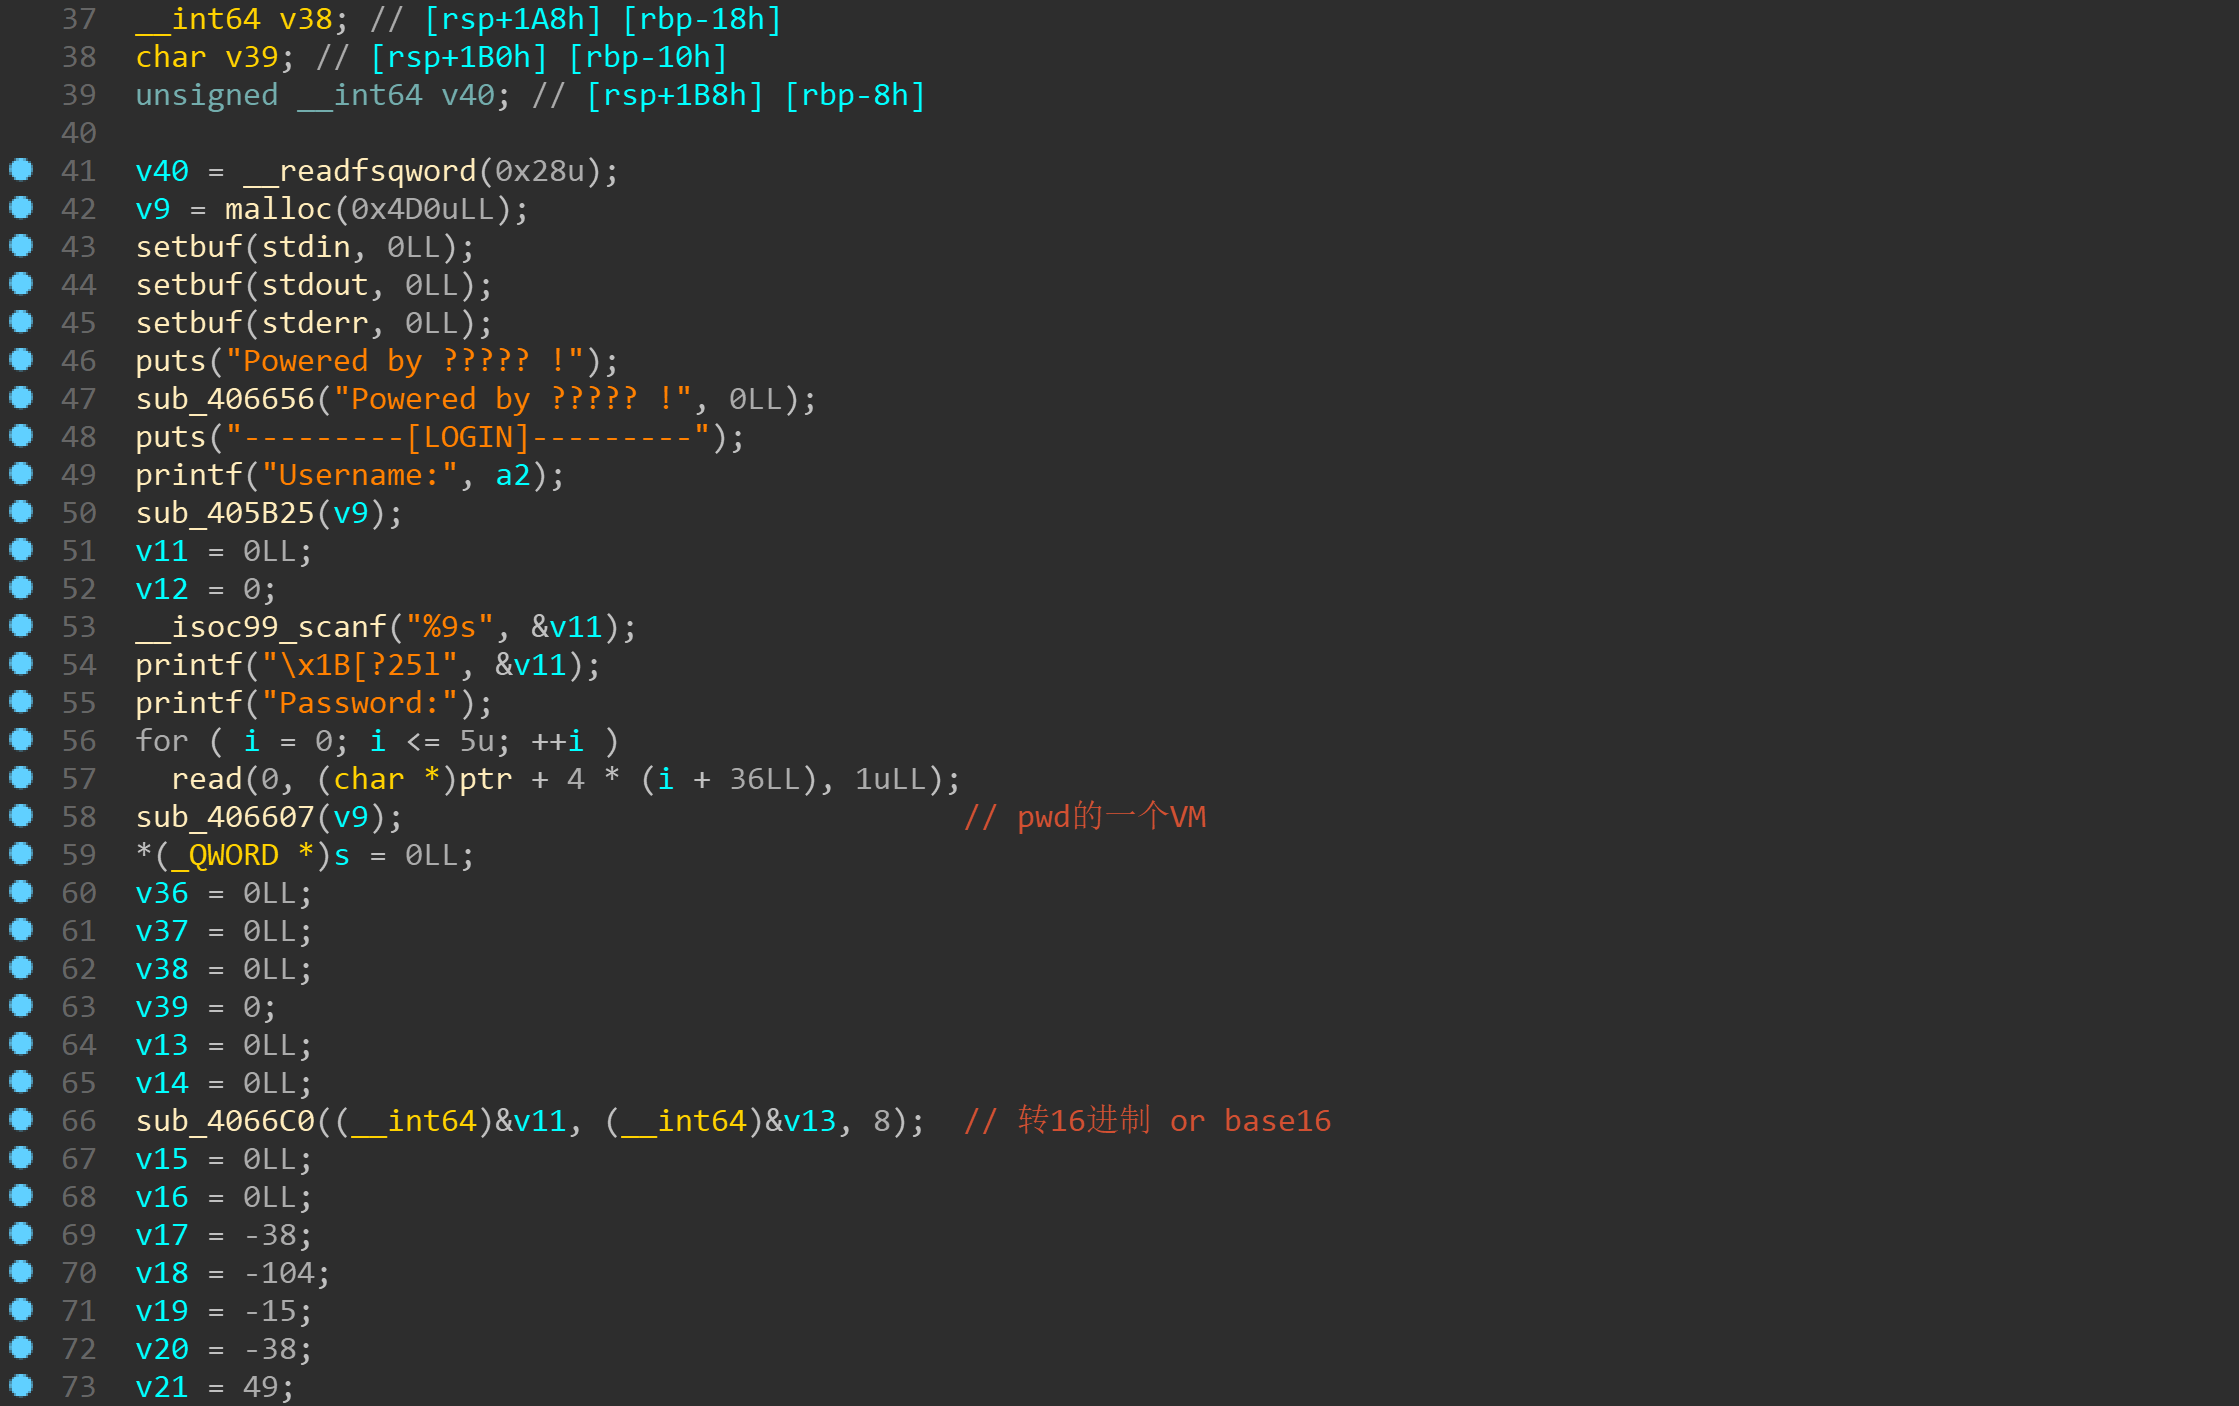 37 __int64 v38; // [rsp+1A8h] [rbp-18h]
38 char v39; // [rsp+1B0h] [rbp-10h]
39 unsigned __int64 v40; // [rsp+1B8h] [rbp-8h]
40
41 v40 = __readfsqword(0x28u);
42 v9 = malloc(0x4D0uLL);
43 setbuf(stdin, 0LL);
44 setbuf(stdout, 0LL);
45 setbuf(stderr, 0LL);
46 puts("Powered by ????? !");
47 sub_406656("Powered by ????? !", 0LL);
48 puts("---------[LOGIN]---------");
49 printf("Username:", a2);
50 sub_405B25(v9);
51 v11 = 0LL;
52 v12 = 0;
53 __isoc99_scanf("%9s", &v11);
54 printf("\x1B[?25l", &v11);
55 printf("Password:");
56 for ( i = 0; i <= 5u; ++i )
57 read(0, (char *)ptr + 4 * (i + 36LL), 1uLL);
58 sub_406607(v9); // pwd的一个VM
59 *(_QWORD *)s = 0LL;
60 v36 = 0LL;
61 v37 = 0LL;
62 v38 = 0LL;
63 v39 = 0;
64 v13 = 0LL;
65 v14 = 0LL;
66 sub_4066C0((__int64)&v11, (__int64)&v13, 8); // 转16进制 or base16
67 v15 = 0LL;
68 v16 = 0LL;
69 v17 = -38;
70 v18 = -104;
71 v19 = -15;
72 v20 = -38;
73 v21 = 49;